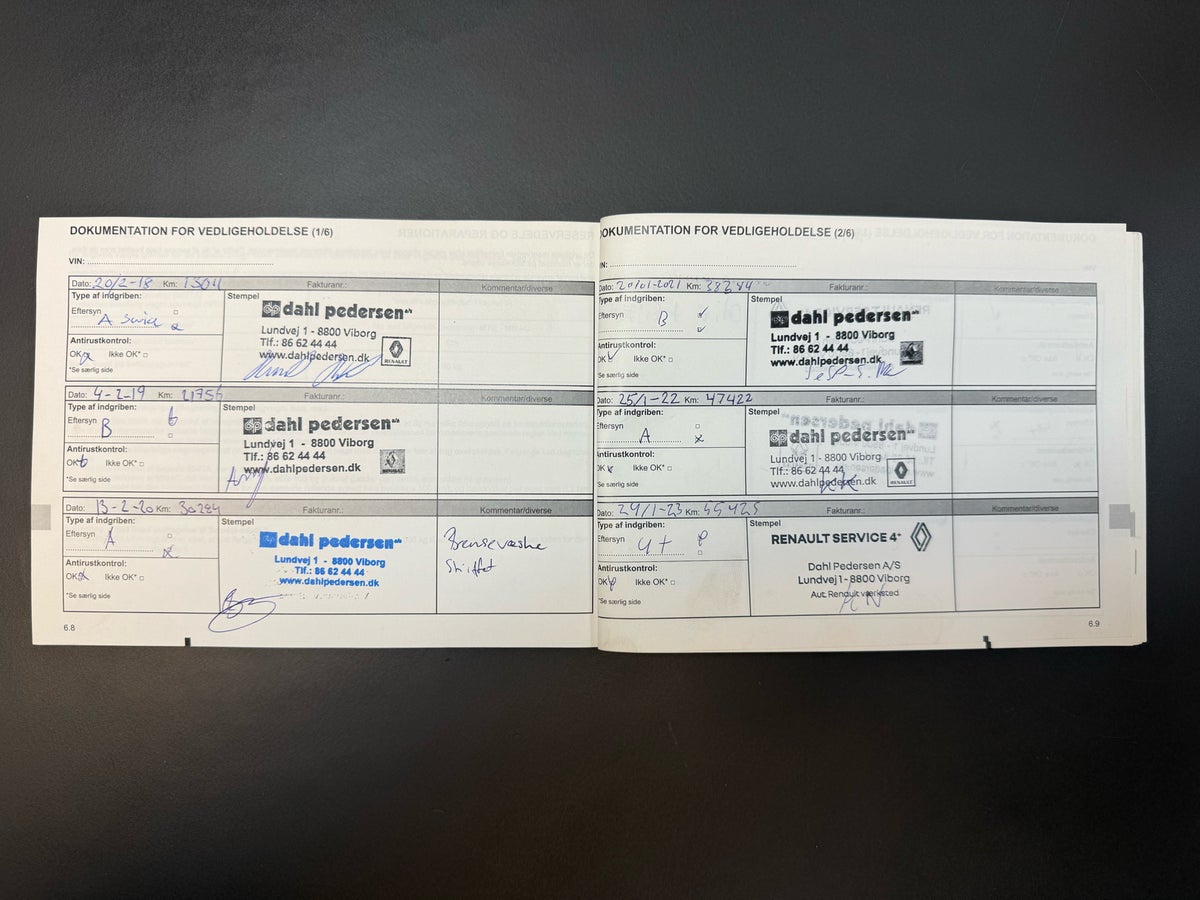 DOKUMENTATION FOR VEDLIGEHOLDELSE (1/6)
VIN:
Dato: 20/2-18 Km: Fakturanr.: Kommentar/diverse
Type af indgriben:
Eftersyn
A
Antirustkontrol:
OK Ikke OK*
*Se særlig side
Stempel
dp dahl pedersen a/s
Lundvej 1 - 8800 Viborg
Tlf.: 86 62 44 44
www.dahlpedersen.dk
RENAULT
Dato: 4-2-19 Km: 21756 Fakturanr.: Kommentar/diverse
Type af indgriben:
Eftersyn
B
Antirustkontrol:
OK Ikke OK*
*Se særlig side
Stempel
dp dahl pedersen a/s
Lundvej 1 - 8800 Viborg
Tlf.: 86 62 44 44
www.dahlpedersen.dk
RENAULT
Dato: 13-2-20 Km: 30284 Fakturanr.: Kommentar/diverse
Type af indgriben:
Eftersyn
A
Antirustkontrol:
OK Ikke OK*
*Se særlig side
Stempel
dahl pedersen a/s
Lundvej 1 - 8800 Viborg
Tlf.: 86 62 44 44
www.dahlpedersen.dk
Bremsevæske
Skiftet
6.8
DOKUMENTATION FOR VEDLIGEHOLDELSE (2/6)
VIN:
Dato: 20/01-2021 Km: 38284 Fakturanr.: Kommentar/diverse
Type af indgriben:
Eftersyn
B
Antirustkontrol:
OK Ikke OK*
*Se særlig side
Stempel
dahl pedersen a/s
Lundvej 1 - 8800 Viborg
Tlf.: 86 62 44 44
www.dahlpedersen.dk
Dato: 25/1-22 Km: 47422 Fakturanr.: Kommentar/diverse
Type af indgriben:
Eftersyn
A
Antirustkontrol:
OK Ikke OK*
*Se særlig side
Stempel
dp dahl pedersen a/s
Lundvej 1 - 8800 Viborg
Tlf.: 86 62 44 44
www.dahlpedersen.dk
RENAULT
Dato: 24/1-23 Km: 55425 Fakturanr.: Kommentar/diverse
Type af indgriben:
Eftersyn
4+
Antirustkontrol:
OK Ikke OK*
*Se særlig side
Stempel
RENAULT SERVICE 4+
Dahl Pedersen A/S
Lundvej 1 - 8800 Viborg
Aut. Renault værksted
6.9